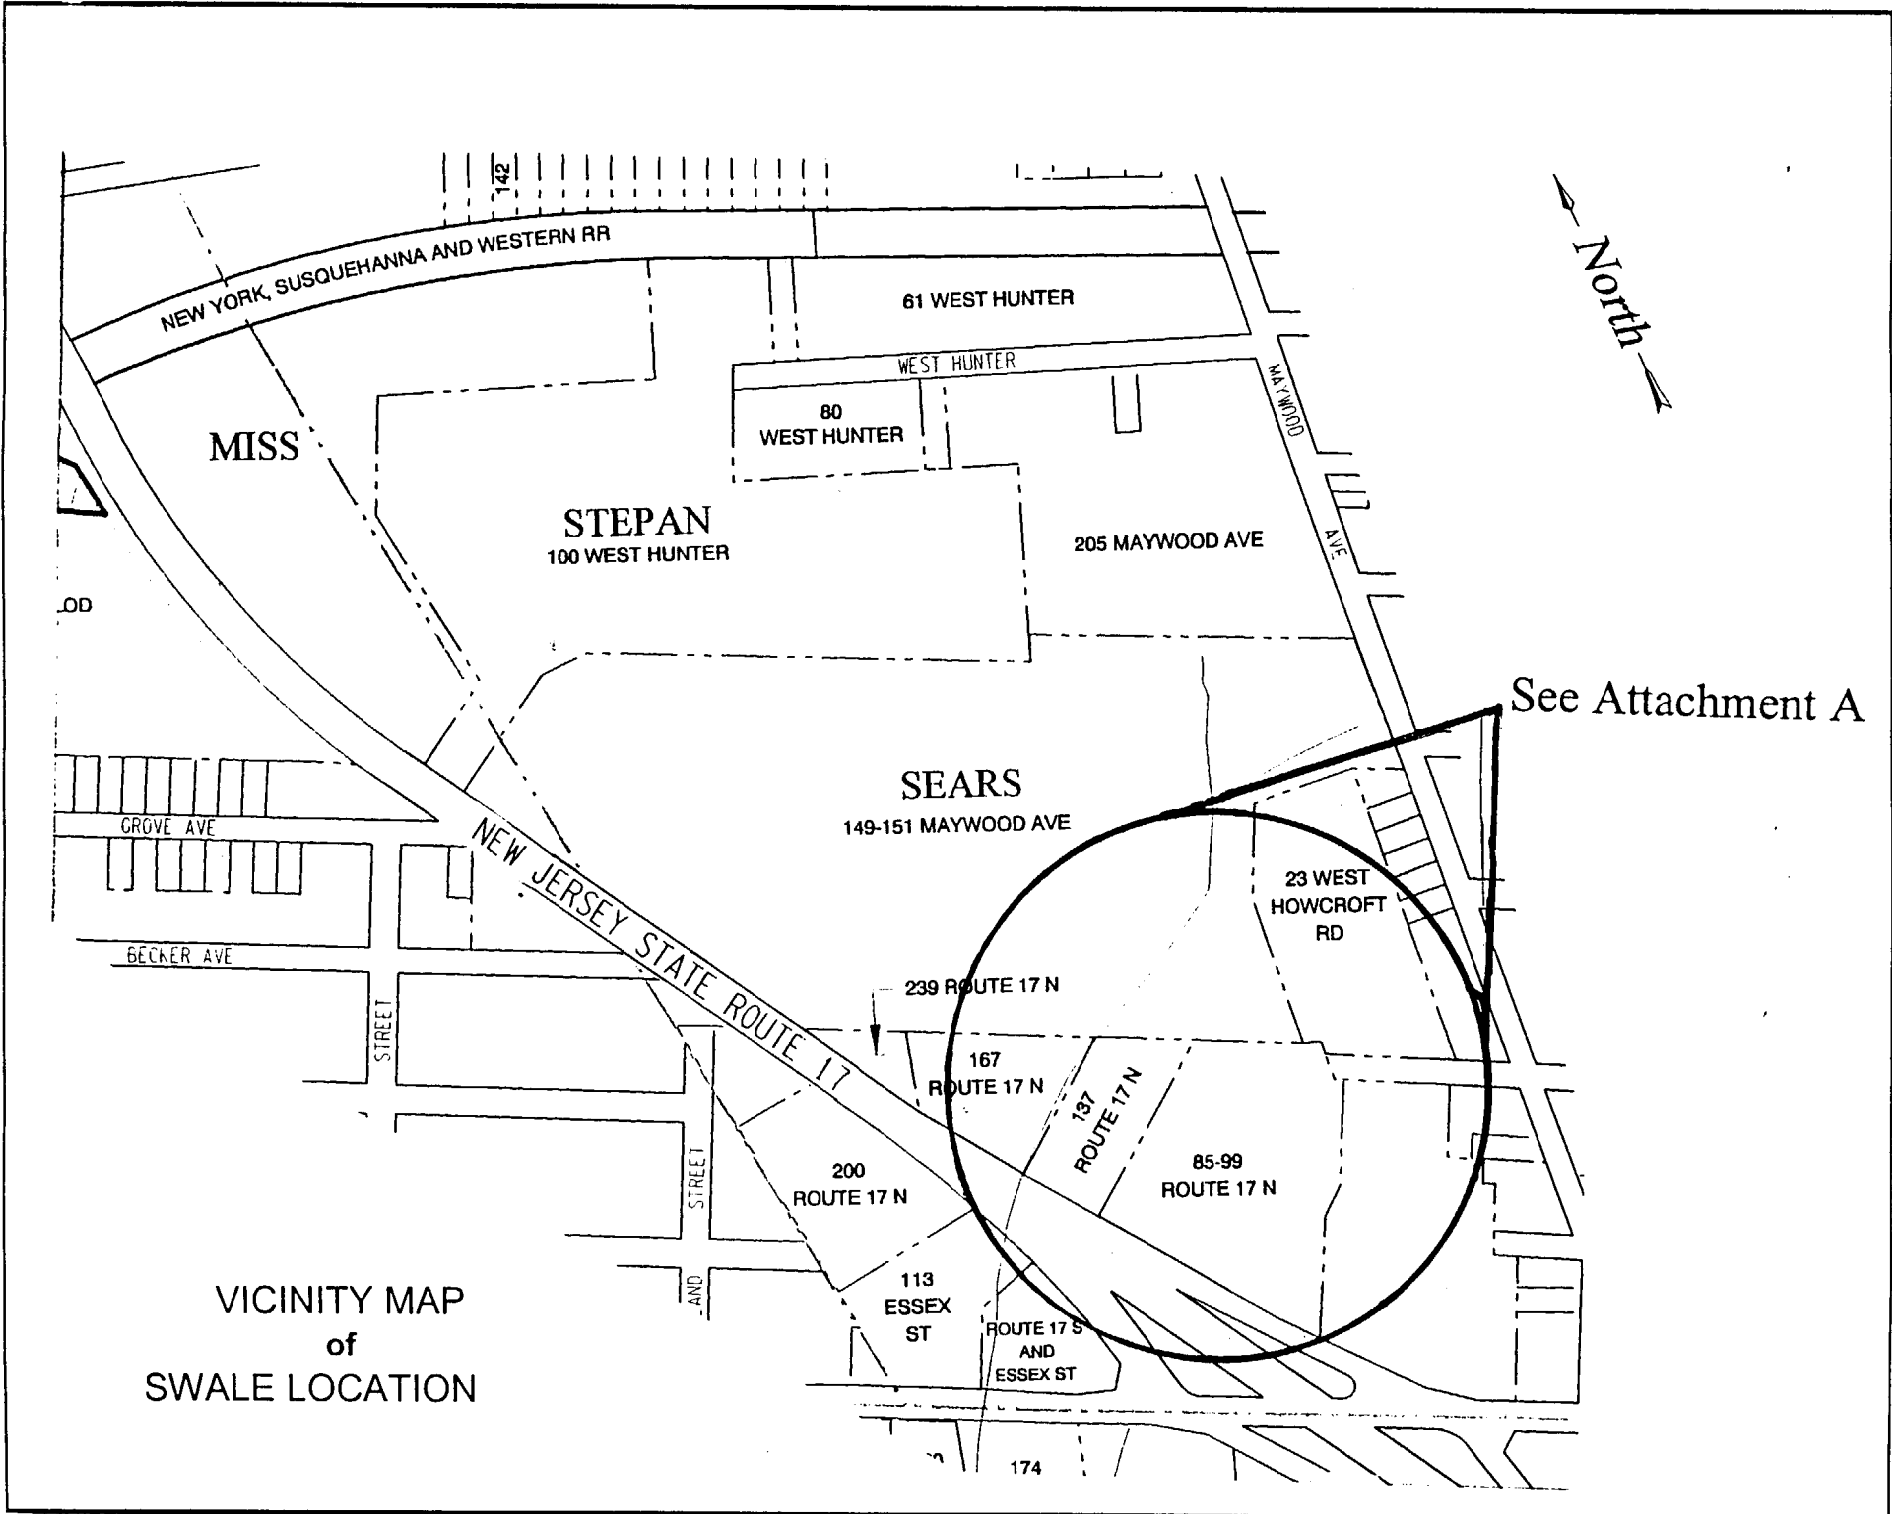 142
NEW YORK, SUSQUEHANNA AND WESTERN RR
North
61 WEST HUNTER
WEST HUNTER
MAYWOOD
AVE
80
WEST HUNTER
MISS
STEPAN
100 WEST HUNTER
205 MAYWOOD AVE
See Attachment A
SEARS
149-151 MAYWOOD AVE
GROVE AVE
NEW JERSEY STATE ROUTE 17
23 WEST
HOWCROFT
RD
BECKER AVE
STREET
239 ROUTE 17 N
167
ROUTE 17 N
137
ROUTE 17 N
85-99
ROUTE 17 N
200
ROUTE 17 N
STREET
AND
113
ESSEX
ST
ROUTE 17 S
AND
ESSEX ST
174
VICINITY MAP
of
SWALE LOCATION